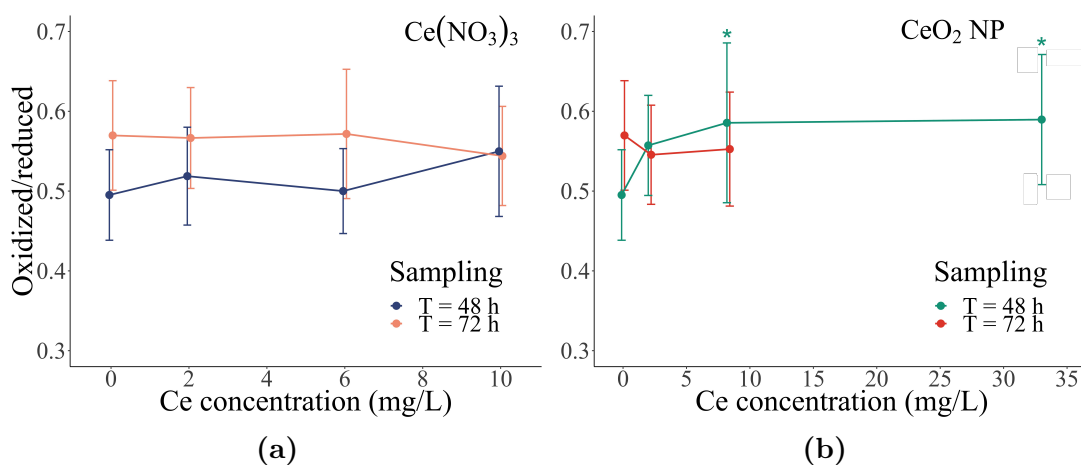 Oxidized/reduced
Ce(NO₃)₃
0.7
0.6
0.5
0.4
0.3
Sampling
T = 48 h
T = 72 h
0 2 4 6 8 10
Ce concentration (mg/L)
(a)
CeO₂ NP
0.7
0.6
0.5
0.4
0.3
*
*
Sampling
T = 48 h
T = 72 h
0 5 10 15 20 25 30 35
Ce concentration (mg/L)
(b)